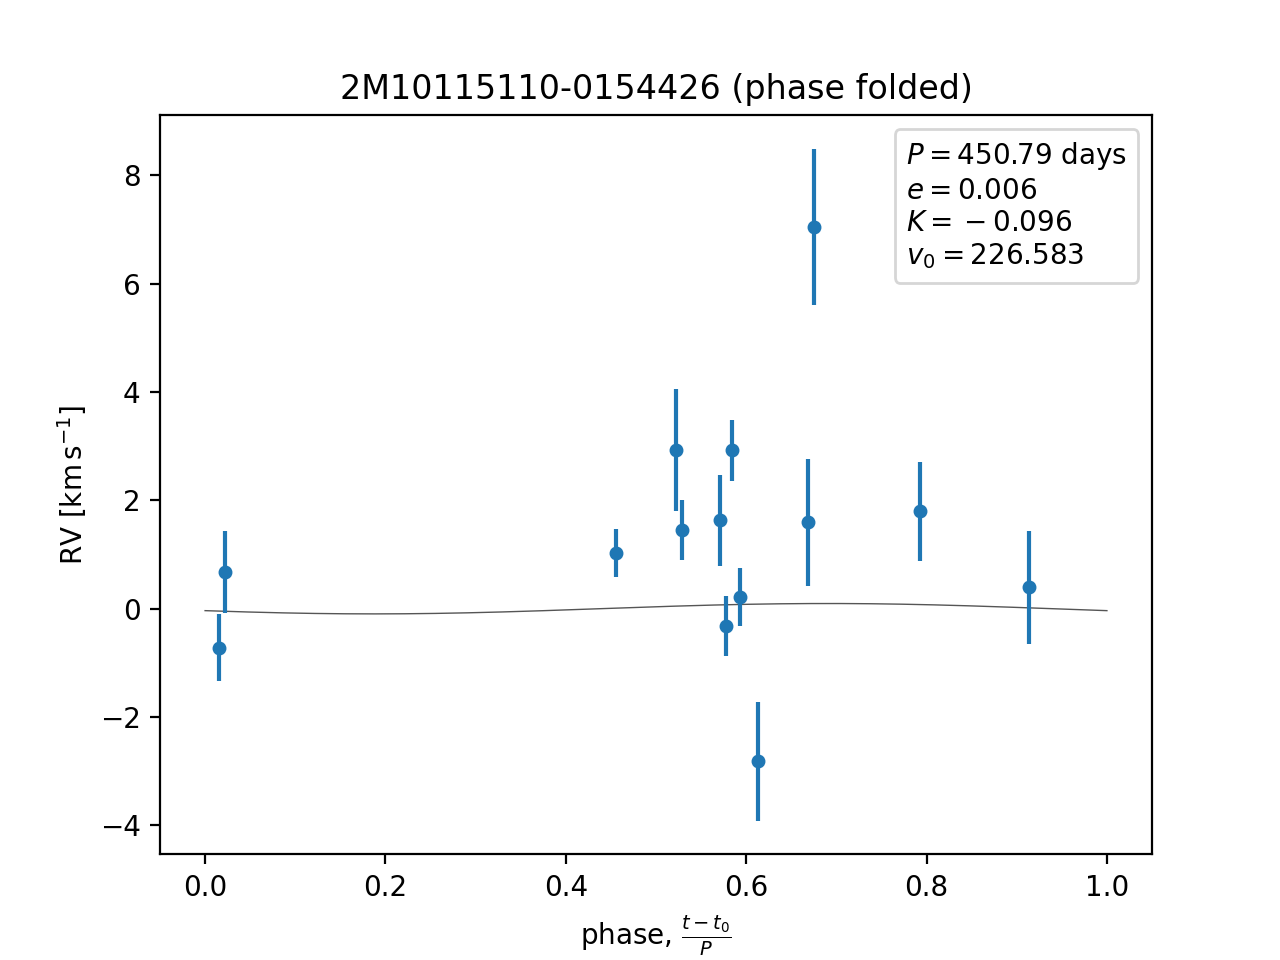 2M10115110-0154426 (phase folded)
P = 450.79 days
e = 0.006
K = −0.096
v₀ = 226.583
8
6
4
2
0
−2
−4
RV [km s⁻¹]
0.0 0.2 0.4 0.6 0.8 1.0
phase, (t − t₀)/P